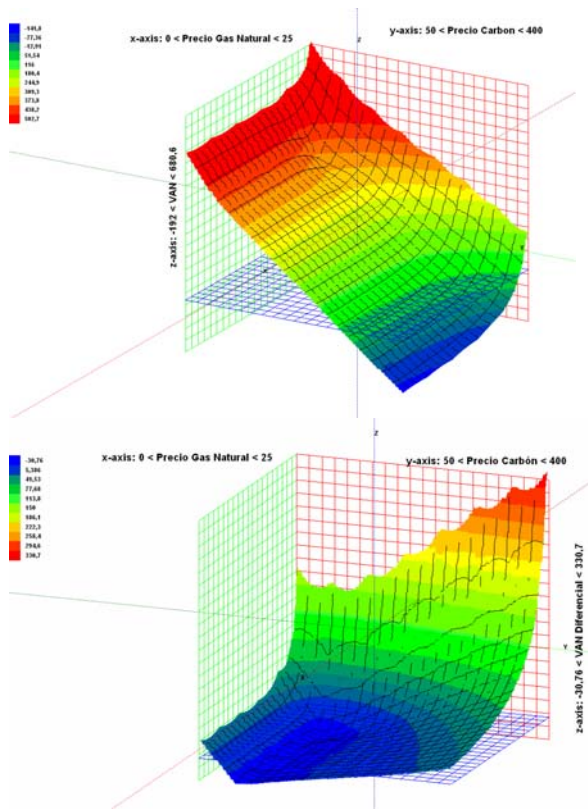 x-axis: 0 < Precio Gas Natural < 25
y-axis: 50 < Precio Carbon < 400
-141,8
-77,36
-12,91
51,54
116
180,4
244,9
309,3
373,8
438,2
502,7
z
z-axis: -192 < VAN < 680,6
x
Y
x-axis: 0 < Precio Gas Natural < 25
y-axis: 50 < Precio Carbón < 400
-30,76
5,386
41,53
77,68
113,8
150
186,1
222,3
258,4
294,6
330,7
Z
z-axis: -30,76 < VAN Diferencial < 330,7
X
Y